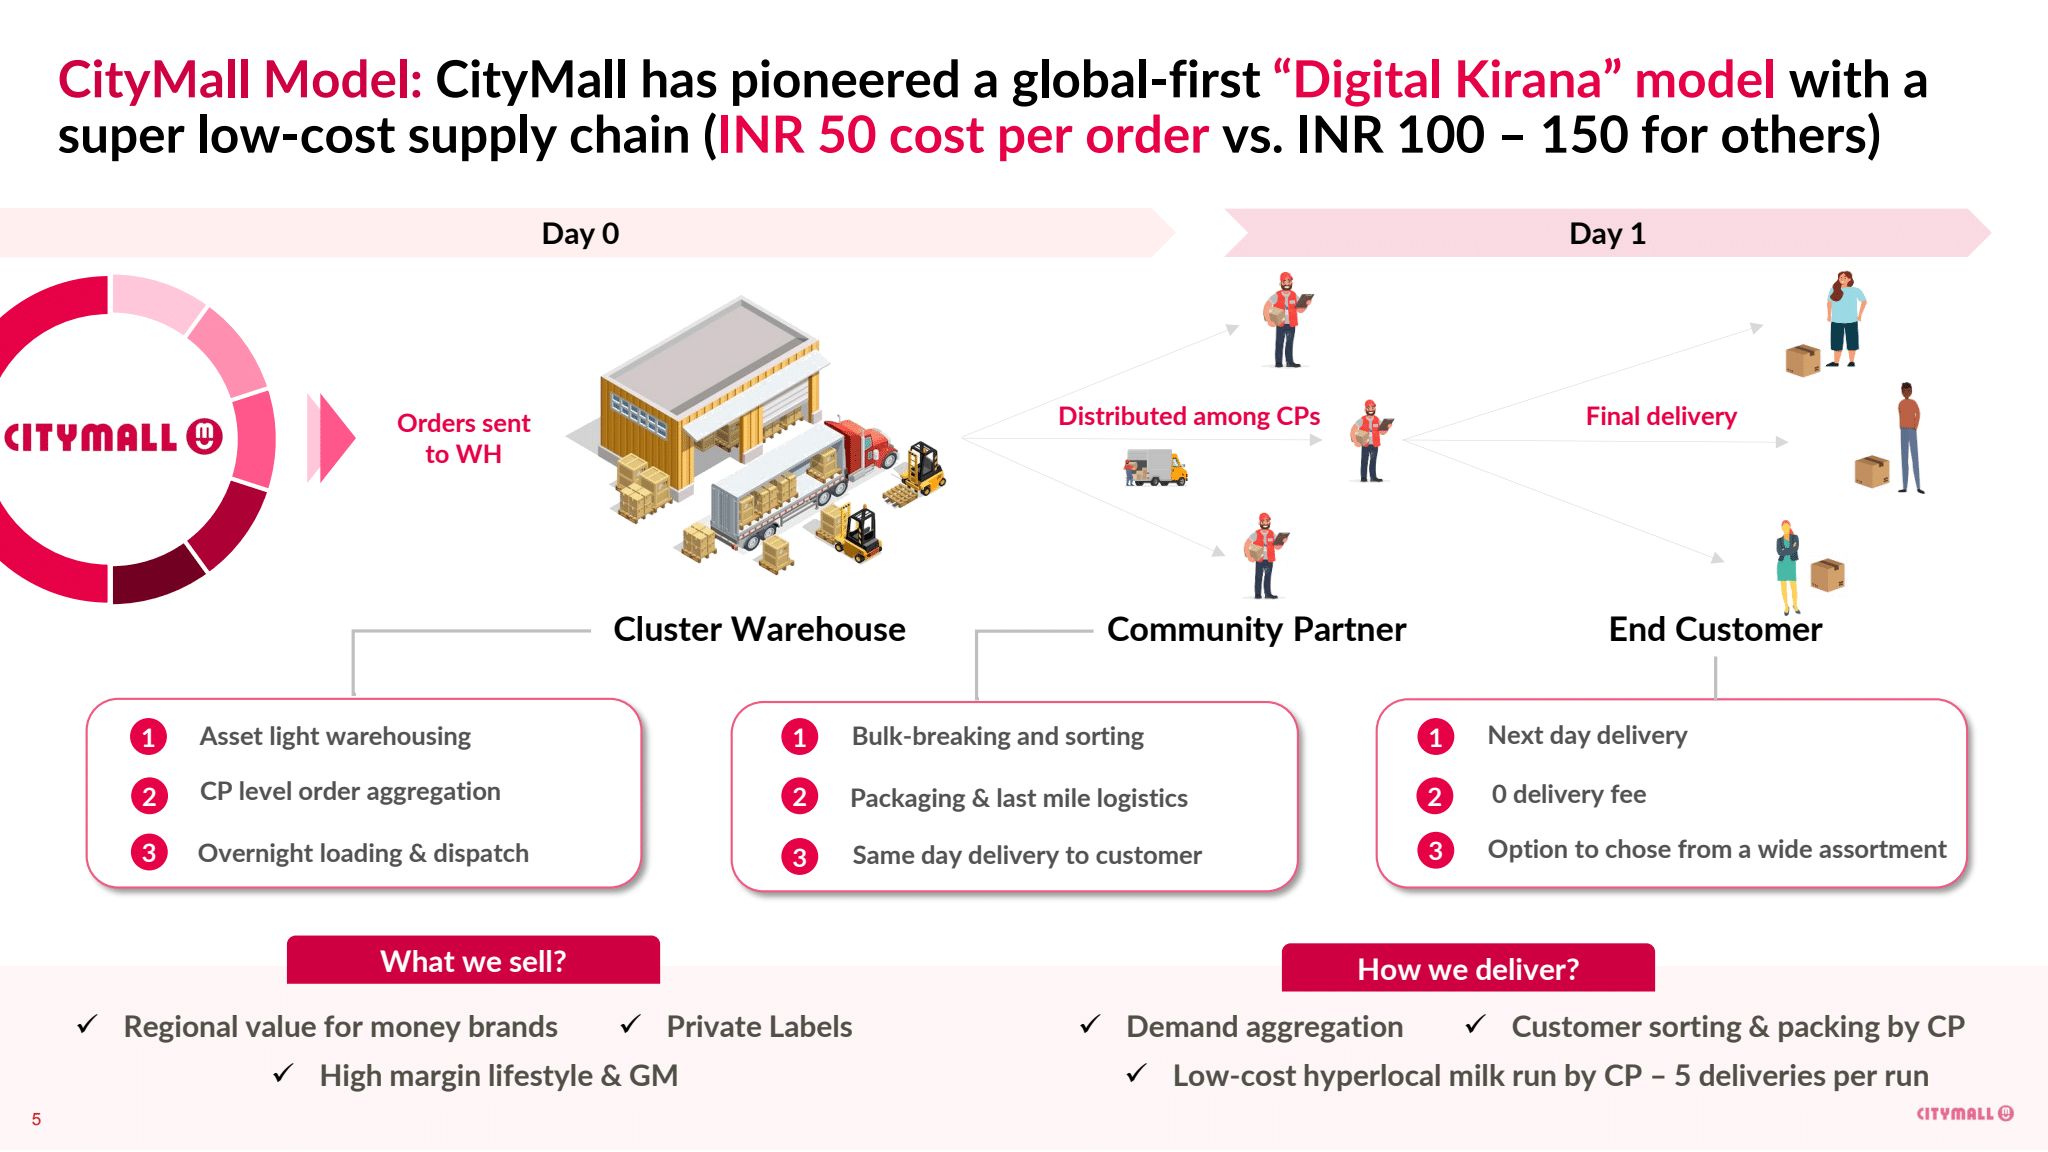 CityMall Model: CityMall has pioneered a global-first “Digital Kirana” model with a
super low-cost supply chain (INR 50 cost per order vs. INR 100 – 150 for others)
Day 0
Day 1
CITYMALL
Orders sent
to WH
Distributed among CPs
Final delivery
Cluster Warehouse
Community Partner
End Customer
1 Asset light warehousing
2 CP level order aggregation
3 Overnight loading & dispatch
1 Bulk-breaking and sorting
2 Packaging & last mile logistics
3 Same day delivery to customer
1 Next day delivery
2 0 delivery fee
3 Option to chose from a wide assortment
What we sell?
✓ Regional value for money brands
✓ Private Labels
✓ High margin lifestyle & GM
How we deliver?
✓ Demand aggregation
✓ Customer sorting & packing by CP
✓ Low-cost hyperlocal milk run by CP – 5 deliveries per run
5
CITYMALL